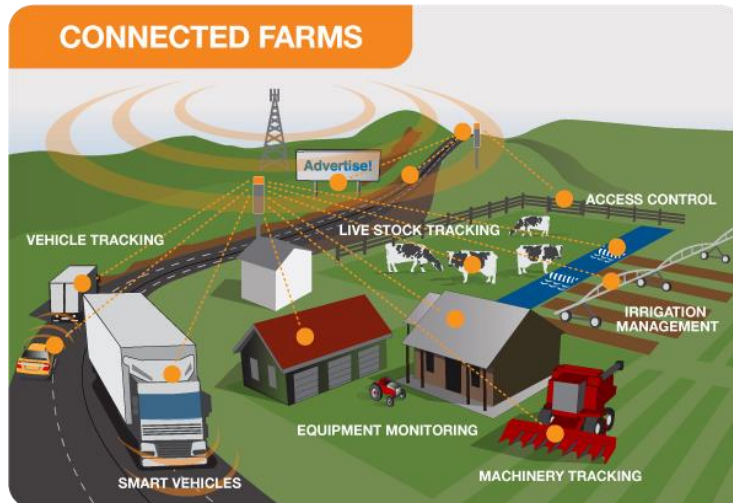 CONNECTED FARMS
Advertise!
ACCESS CONTROL
VEHICLE TRACKING
LIVE STOCK TRACKING
IRRIGATION
MANAGEMENT
EQUIPMENT MONITORING
SMART VEHICLES
MACHINERY TRACKING